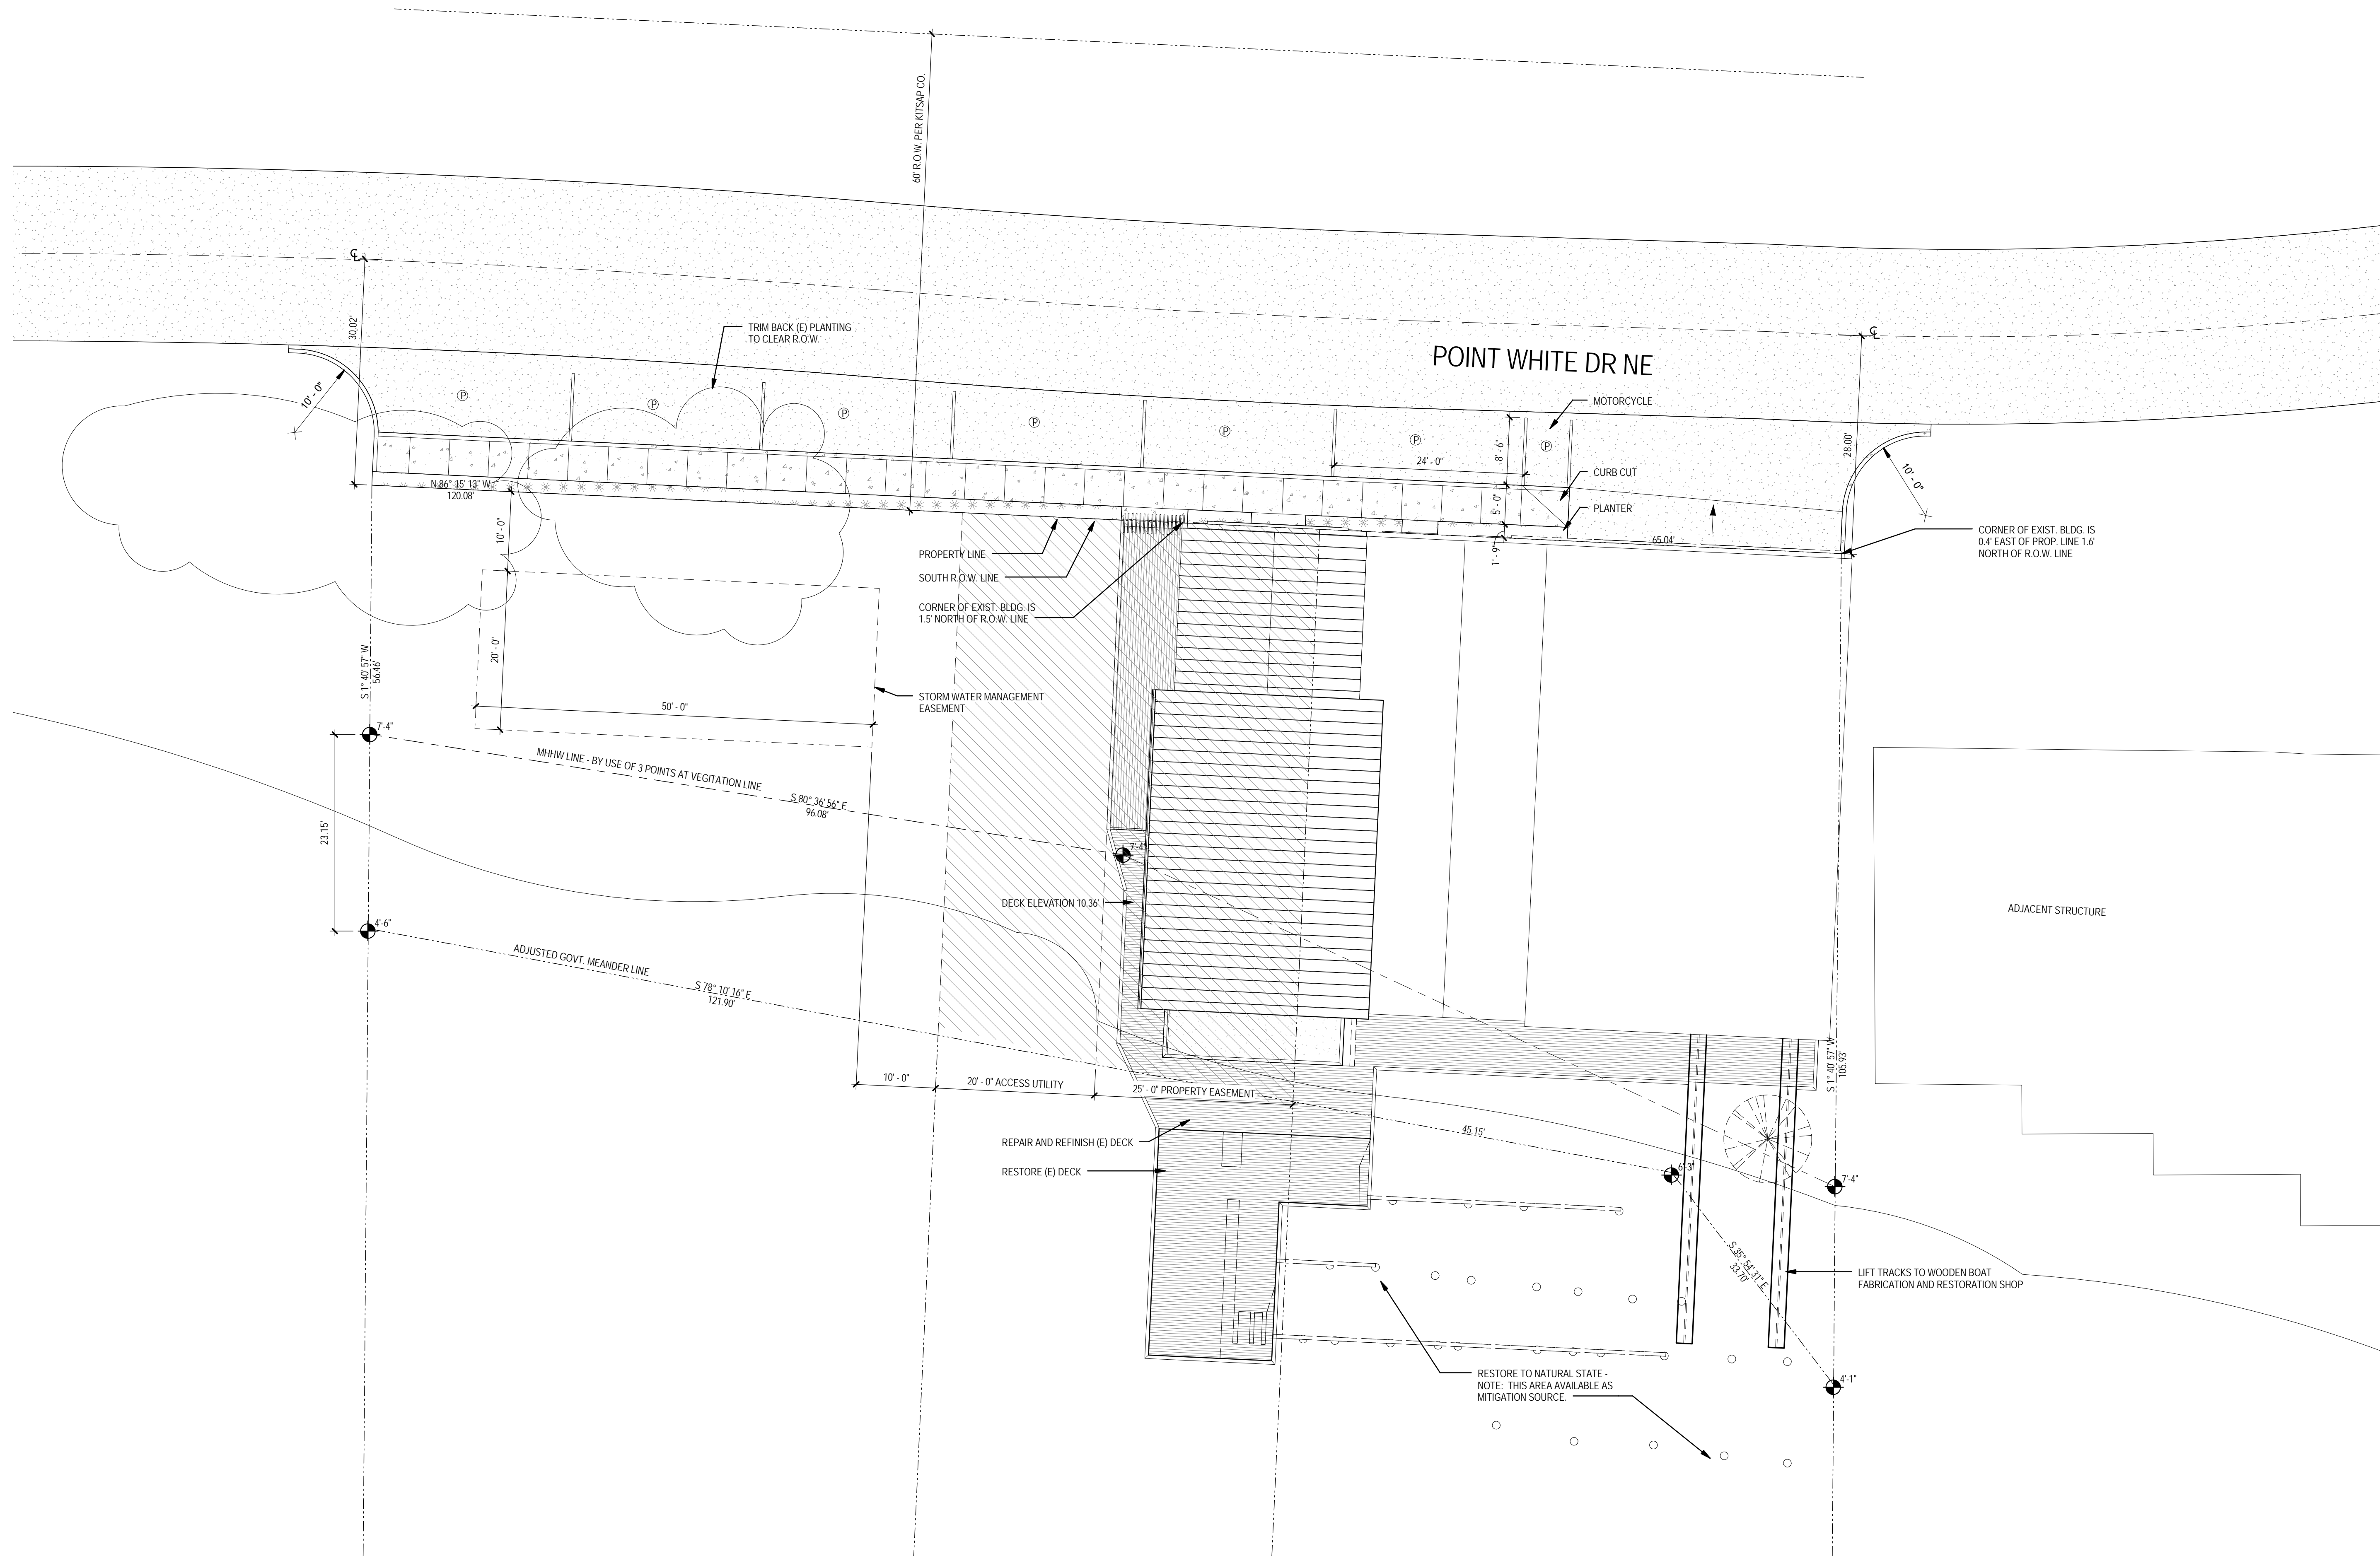 60' R.O.W. PER KITSAP CO.
℄
30.02'
10' - 0"
TRIM BACK (E) PLANTING
TO CLEAR R.O.W.
℄
POINT WHITE DR NE
28.00'
10' - 0"
MOTORCYCLE
P
P
P
P
P
P
P
24' - 0"
8' - 6"
CURB CUT
5' - 0"
PLANTER
1' - 9"
65.04'
CORNER OF EXIST. BLDG. IS
0.4' EAST OF PROP. LINE 1.6'
NORTH OF R.O.W. LINE
N 86° 15' 13" W
120.08'
10' - 0"
PROPERTY LINE
SOUTH R.O.W. LINE
CORNER OF EXIST. BLDG. IS
1.5' NORTH OF R.O.W. LINE
20' - 0"
S 1° 40' 57" W
56.46'
50' - 0"
STORM WATER MANAGEMENT
EASEMENT
7'-4"
MHHW LINE - BY USE OF 3 POINTS AT VEGITATION LINE
S 80° 36' 56" E
96.08'
23.15'
7'-4"
DECK ELEVATION 10.36'
ADJACENT STRUCTURE
4'-6"
ADJUSTED GOVT. MEANDER LINE
S 78° 10' 16" E
121.90'
10' - 0"
20' - 0" ACCESS UTILITY
25' - 0" PROPERTY EASEMENT
S 1° 40' 57" W
105.93'
45.15'
REPAIR AND REFINISH (E) DECK
RESTORE (E) DECK
6'-3"
7'-4"
S 35° 54' 31" E
33.70'
LIFT TRACKS TO WOODEN BOAT
FABRICATION AND RESTORATION SHOP
RESTORE TO NATURAL STATE -
NOTE: THIS AREA AVAILABLE AS
MITIGATION SOURCE.
4'-1"